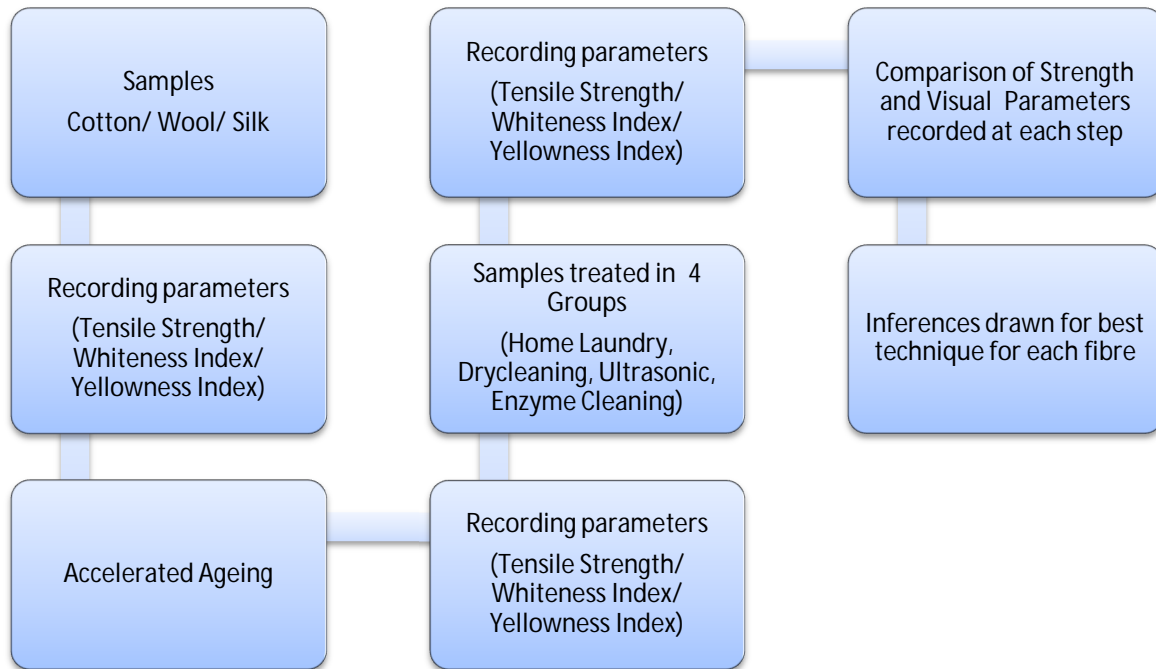 Samples
Cotton/ Wool/ Silk
Recording parameters
(Tensile Strength/
Whiteness Index/
Yellowness Index)
Accelerated Ageing
Recording parameters
(Tensile Strength/
Whiteness Index/
Yellowness Index)
Samples treated in 4
Groups
(Home Laundry,
Drycleaning, Ultrasonic,
Enzyme Cleaning)
Recording parameters
(Tensile Strength/
Whiteness Index/
Yellowness Index)
Comparison of Strength
and Visual Parameters
recorded at each step
Inferences drawn for best
technique for each fibre